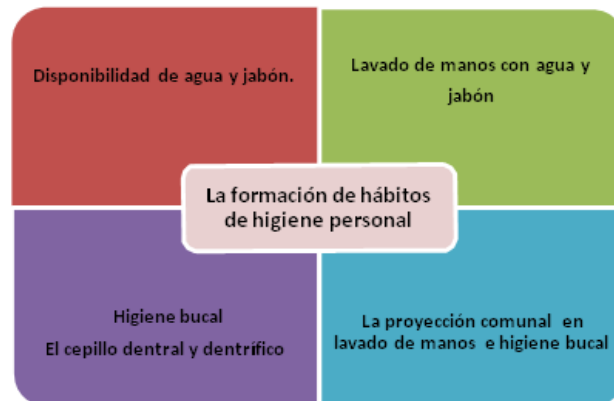 Disponibilidad de agua y jabón.
Lavado de manos con agua y
jabón
La formación de hábitos
de higiene personal
Higiene bucal
El cepillo dentral y dentrífico
La proyección comunal en
lavado de manos e higiene bucal